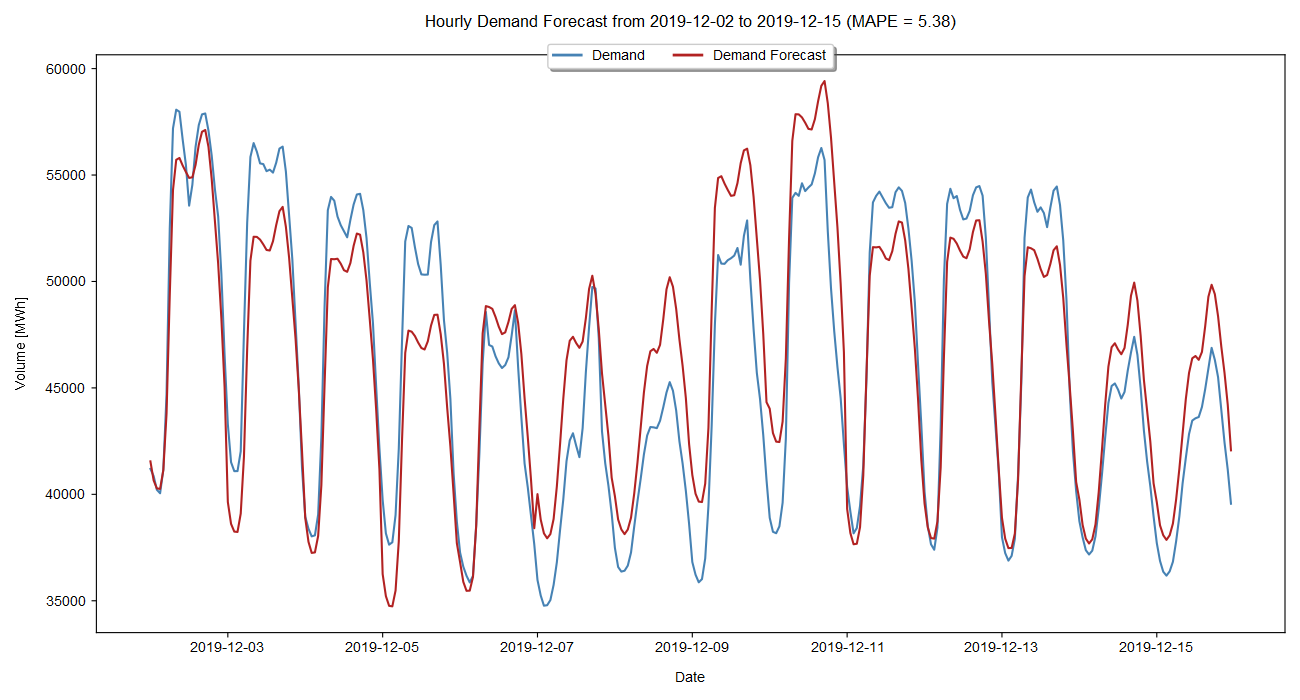 Hourly Demand Forecast from 2019-12-02 to 2019-12-15 (MAPE = 5.38)
Demand Demand Forecast
60000
55000
50000
45000
40000
35000
Volume [MWh]
2019-12-03 2019-12-05 2019-12-07 2019-12-09 2019-12-11 2019-12-13 2019-12-15
Date